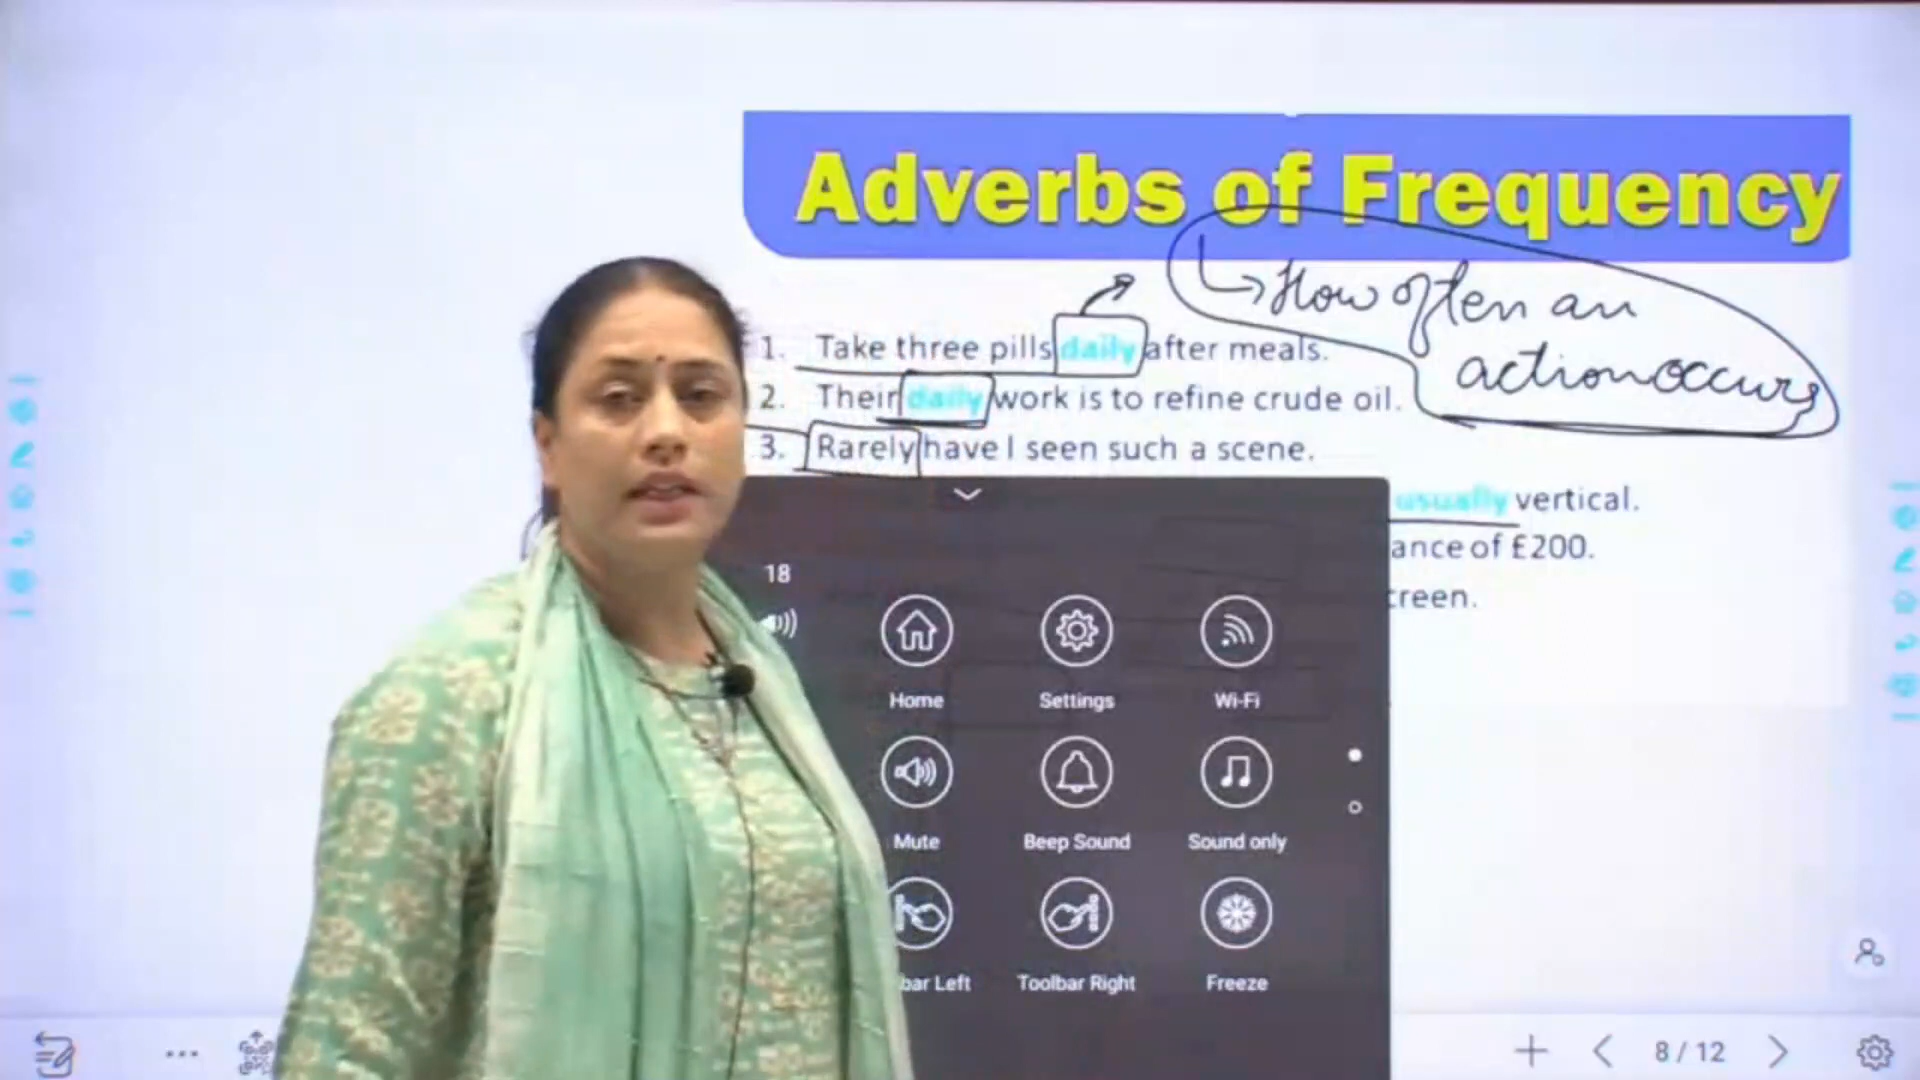 Adverbs of Frequency
How often an
action occurs
1. Take three pills daily after meals.
2. Their daily work is to refine crude oil.
3. Rarely have I seen such a scene.
usually vertical.
ance of £200.
creen.
18
Home Settings Wi-Fi
Mute Beep Sound Sound only
bar Left Toolbar Right Freeze
8 / 12